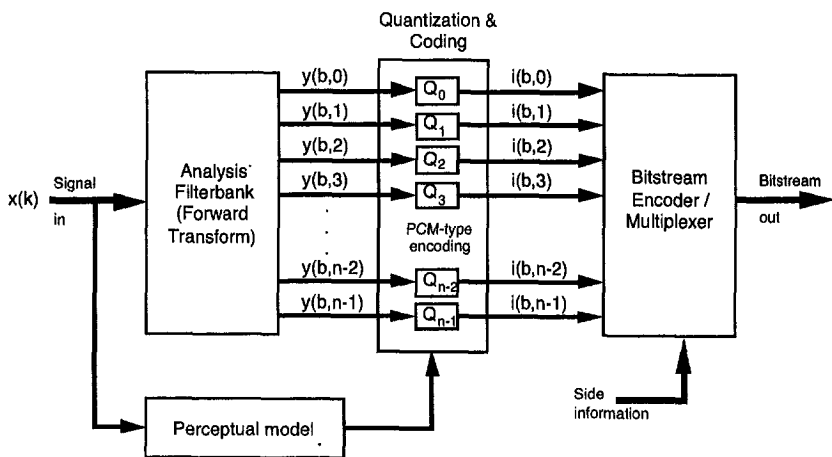 Quantization &
Coding
y(b,0)
i(b,0)
Q0
y(b,1)
i(b,1)
Q1
y(b,2)
i(b,2)
Q2
y(b,3)
i(b,3)
Q3
x(k)
Signal
in
Analysis
Filterbank
(Forward
Transform)
PCM-type
encoding
Bitstream
Encoder /
Multiplexer
Bitstream
out
y(b,n-2)
i(b,n-2)
Qn-2
y(b,n-1)
i(b,n-1)
Qn-1
Side
information
Perceptual model